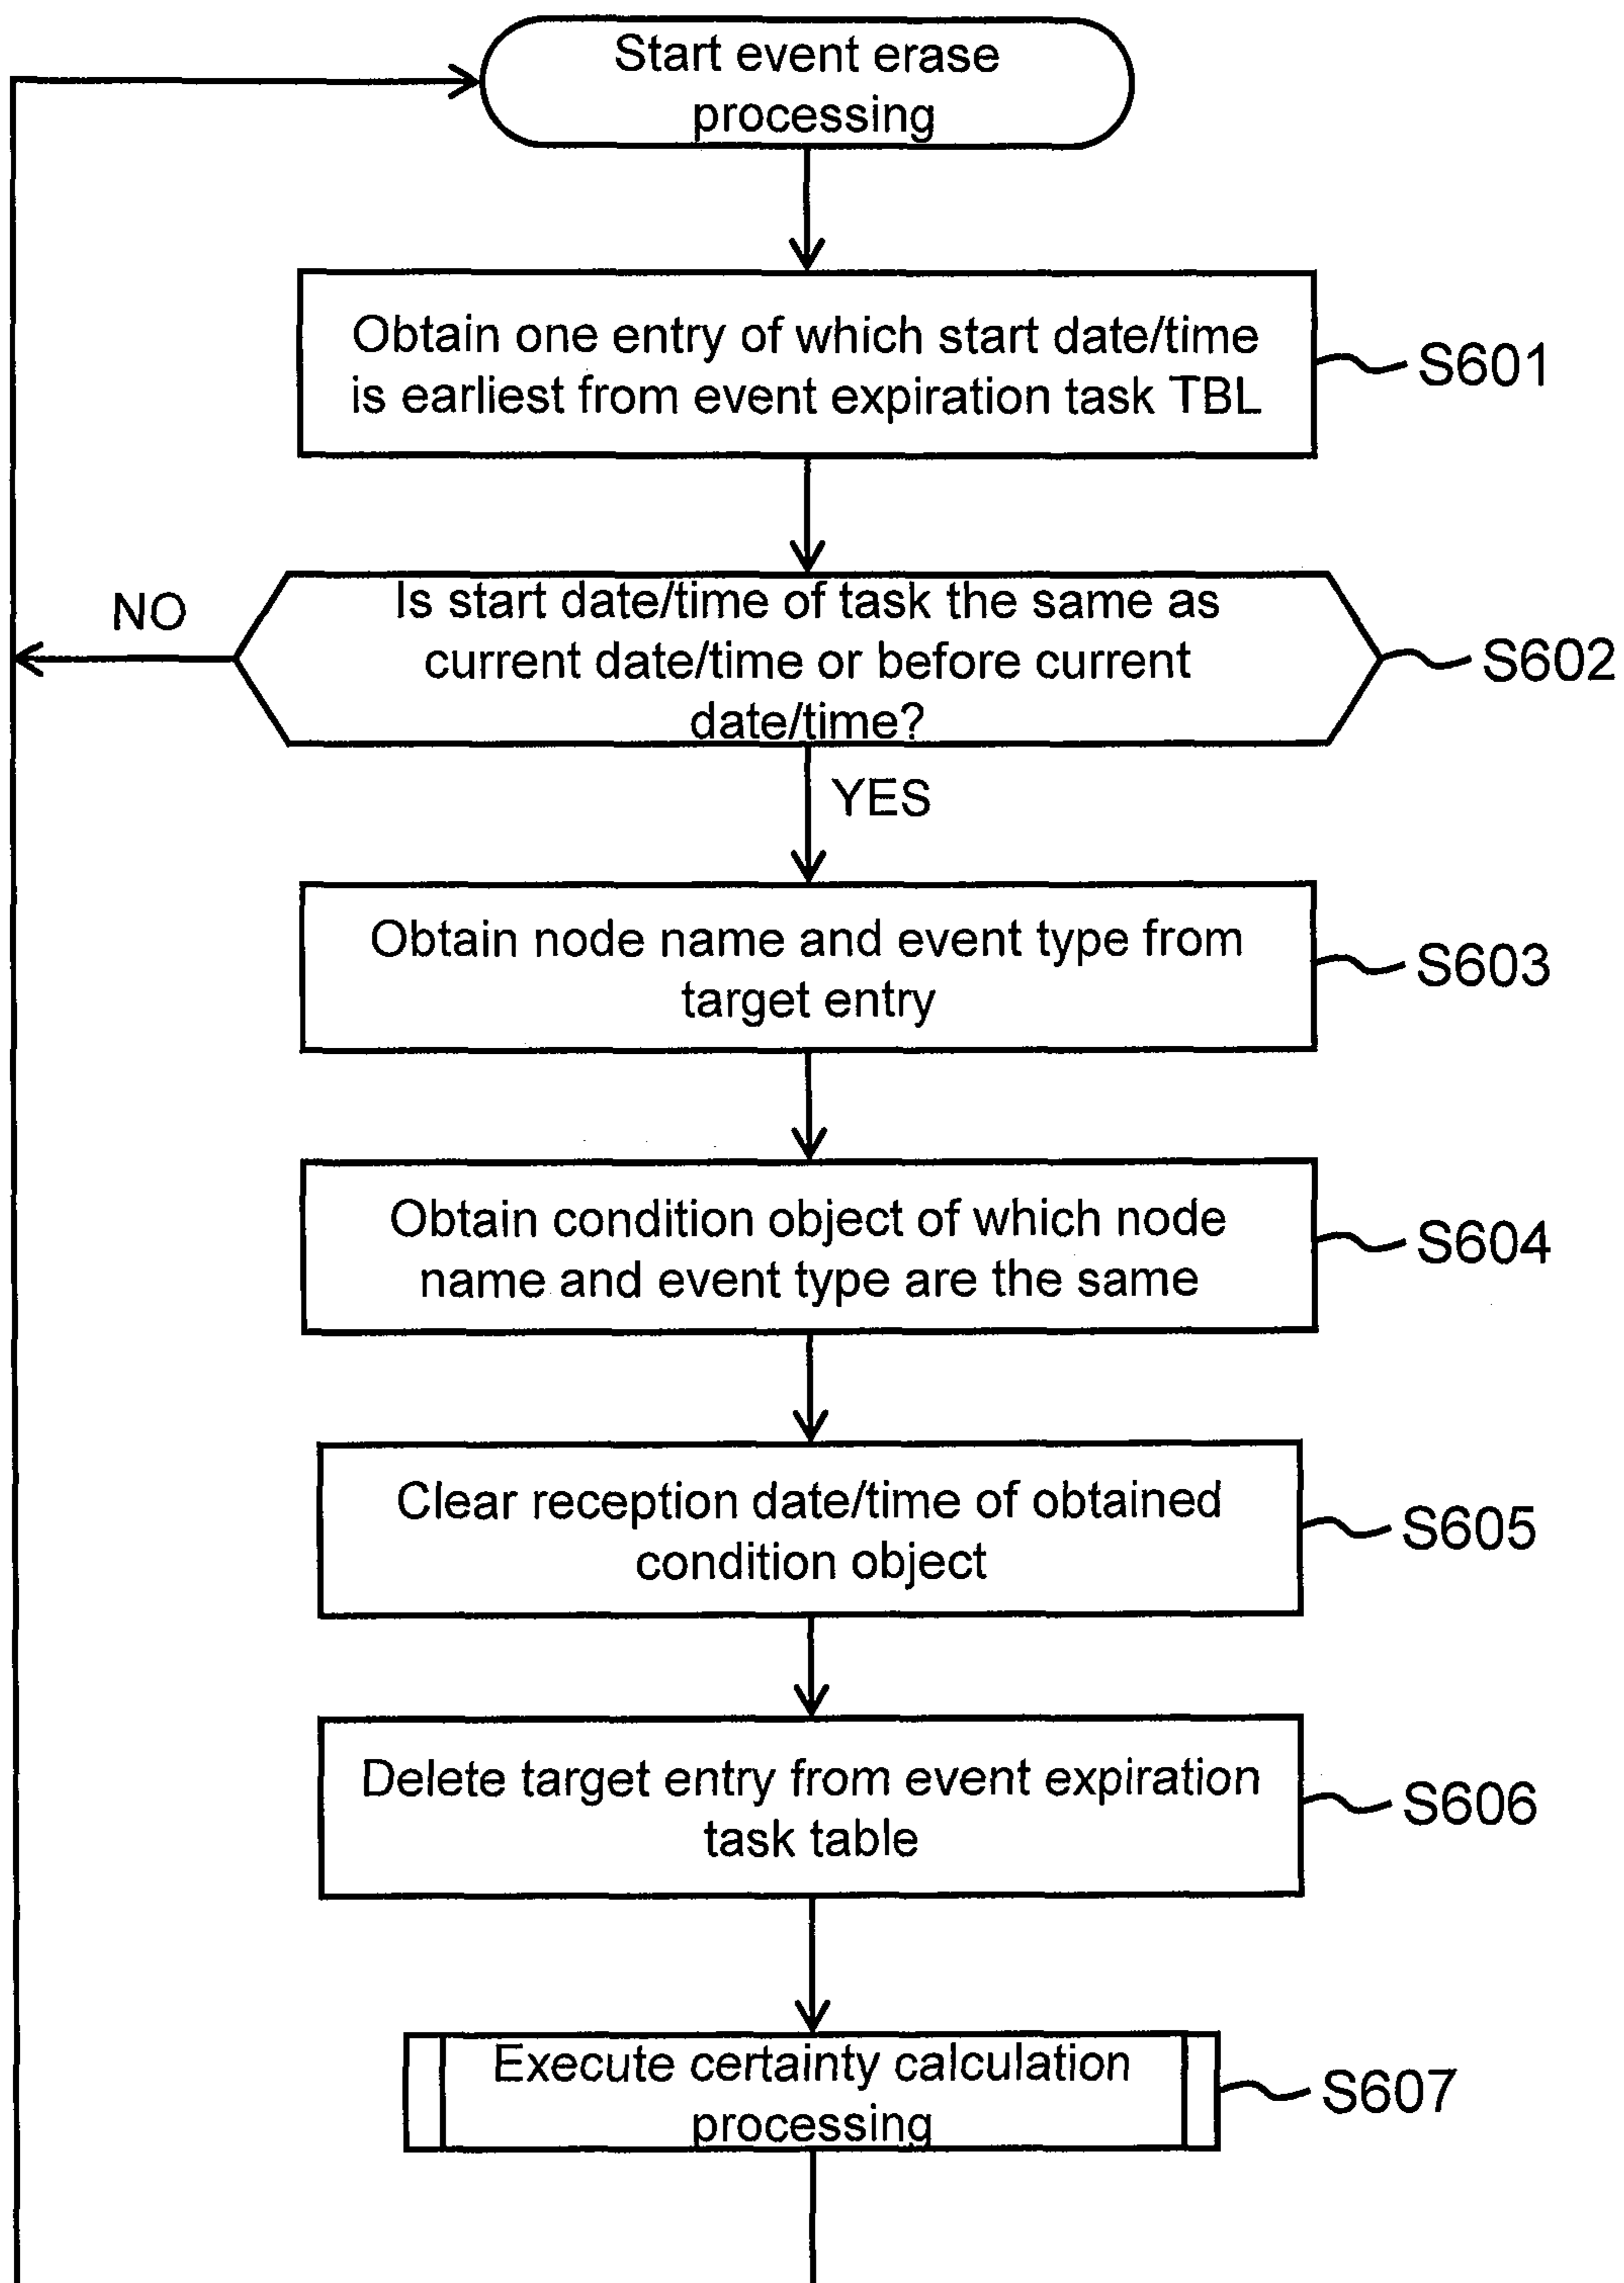 Start event erase
processing
Obtain one entry of which start date/time
is earliest from event expiration task TBL
S601
Is start date/time of task the same as
current date/time or before current
date/time?
S602
NO
YES
Obtain node name and event type from
target entry
S603
Obtain condition object of which node
name and event type are the same
S604
Clear reception date/time of obtained
condition object
S605
Delete target entry from event expiration
task table
S606
Execute certainty calculation
processing
S607